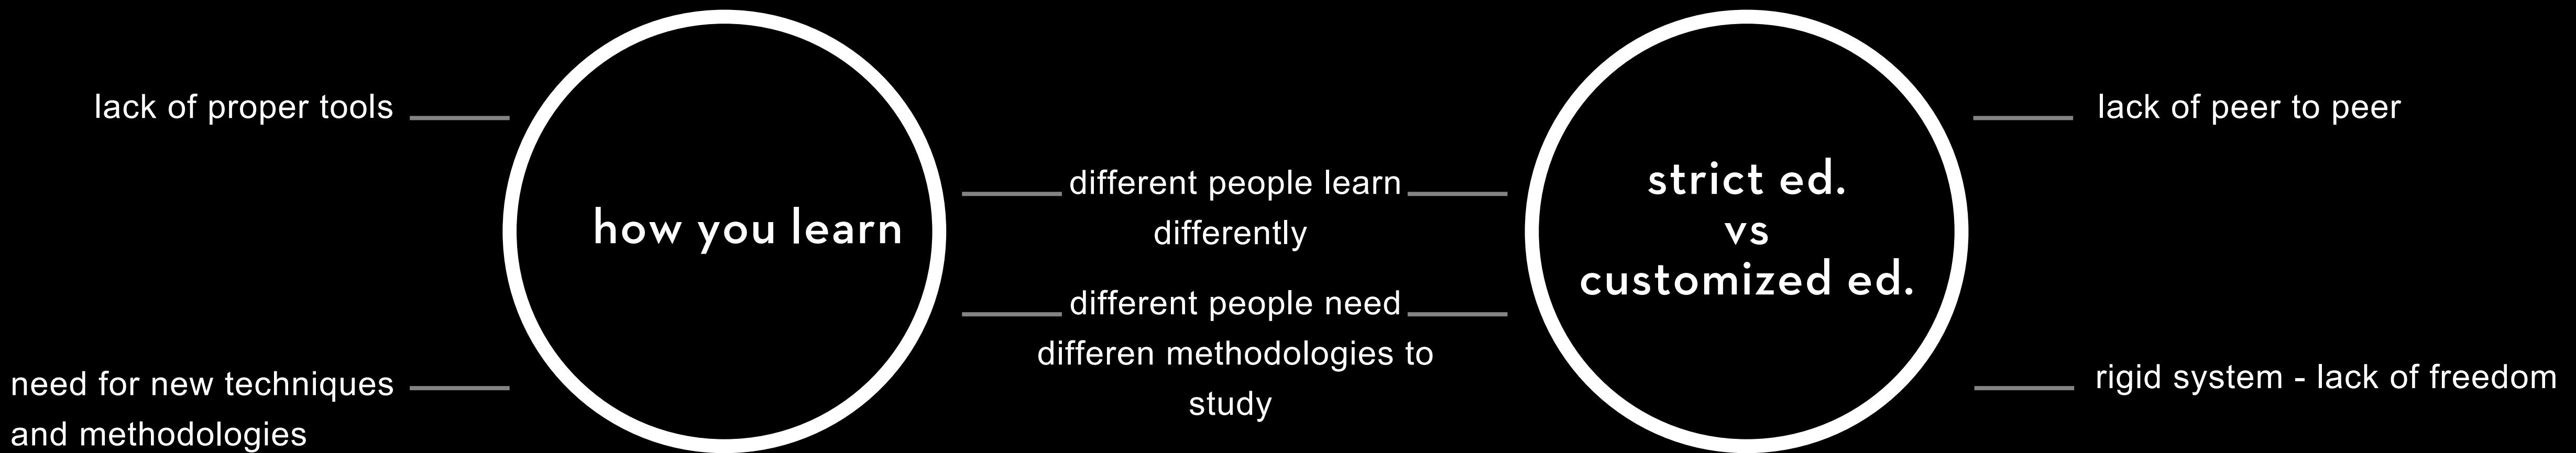 lack of proper tools
need for new techniques
and methodologies
how you learn
different people learn
differently
different people need
differen methodologies to
study
strict ed.
vs
customized ed.
lack of peer to peer
rigid system - lack of freedom